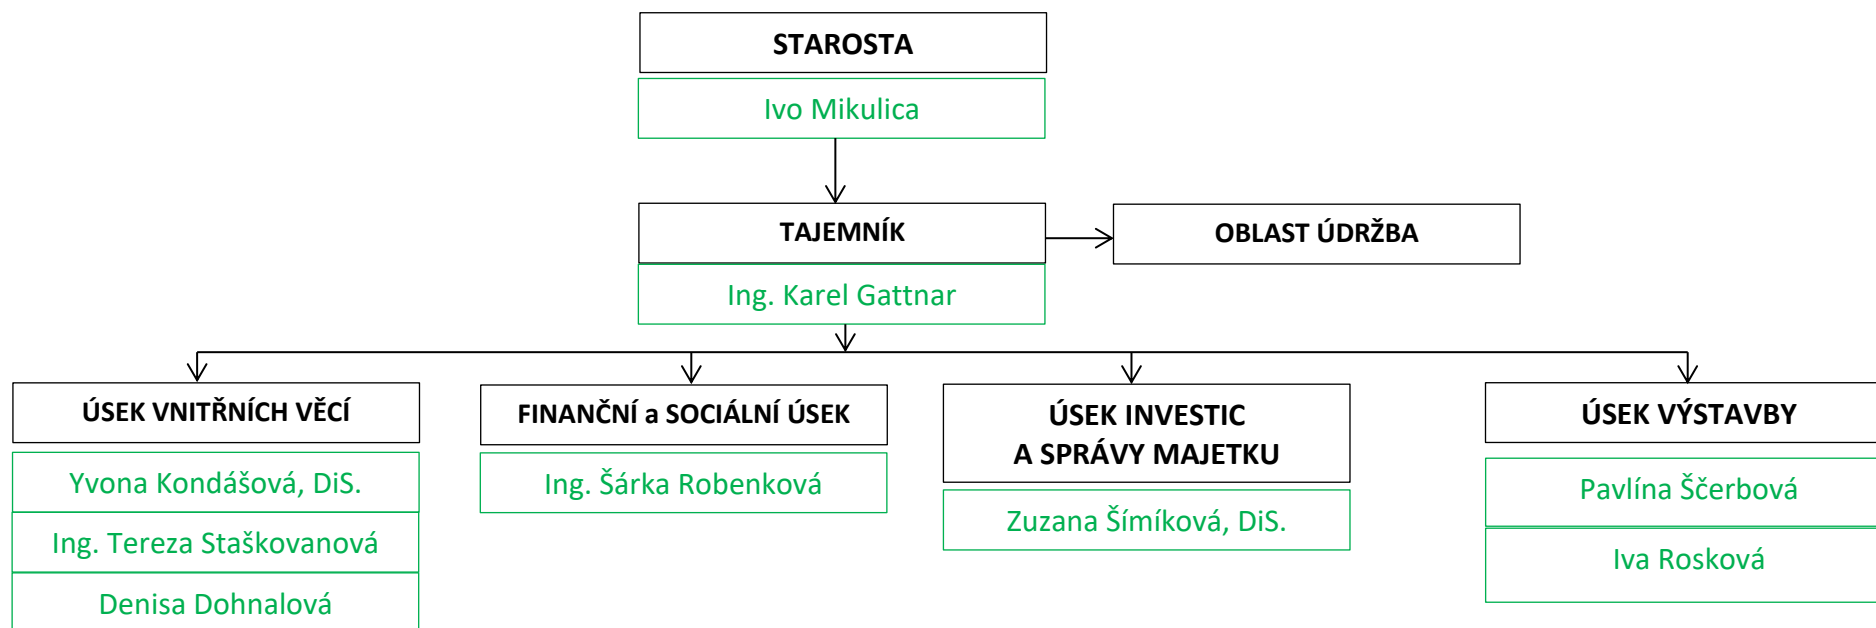 STAROSTA
Ivo Mikulica
TAJEMNÍK
OBLAST ÚDRŽBA
Ing. Karel Gattnar
ÚSEK VNITŘNÍCH VĚCÍ
Yvona Kondášová, DiS.
Ing. Tereza Staškovanová
Denisa Dohnalová
FINANČNÍ a SOCIÁLNÍ ÚSEK
Ing. Šárka Robenková
ÚSEK INVESTIC
A SPRÁVY MAJETKU
Zuzana Šímíková, DiS.
ÚSEK VÝSTAVBY
Pavlína Ščerbová
Iva Rosková